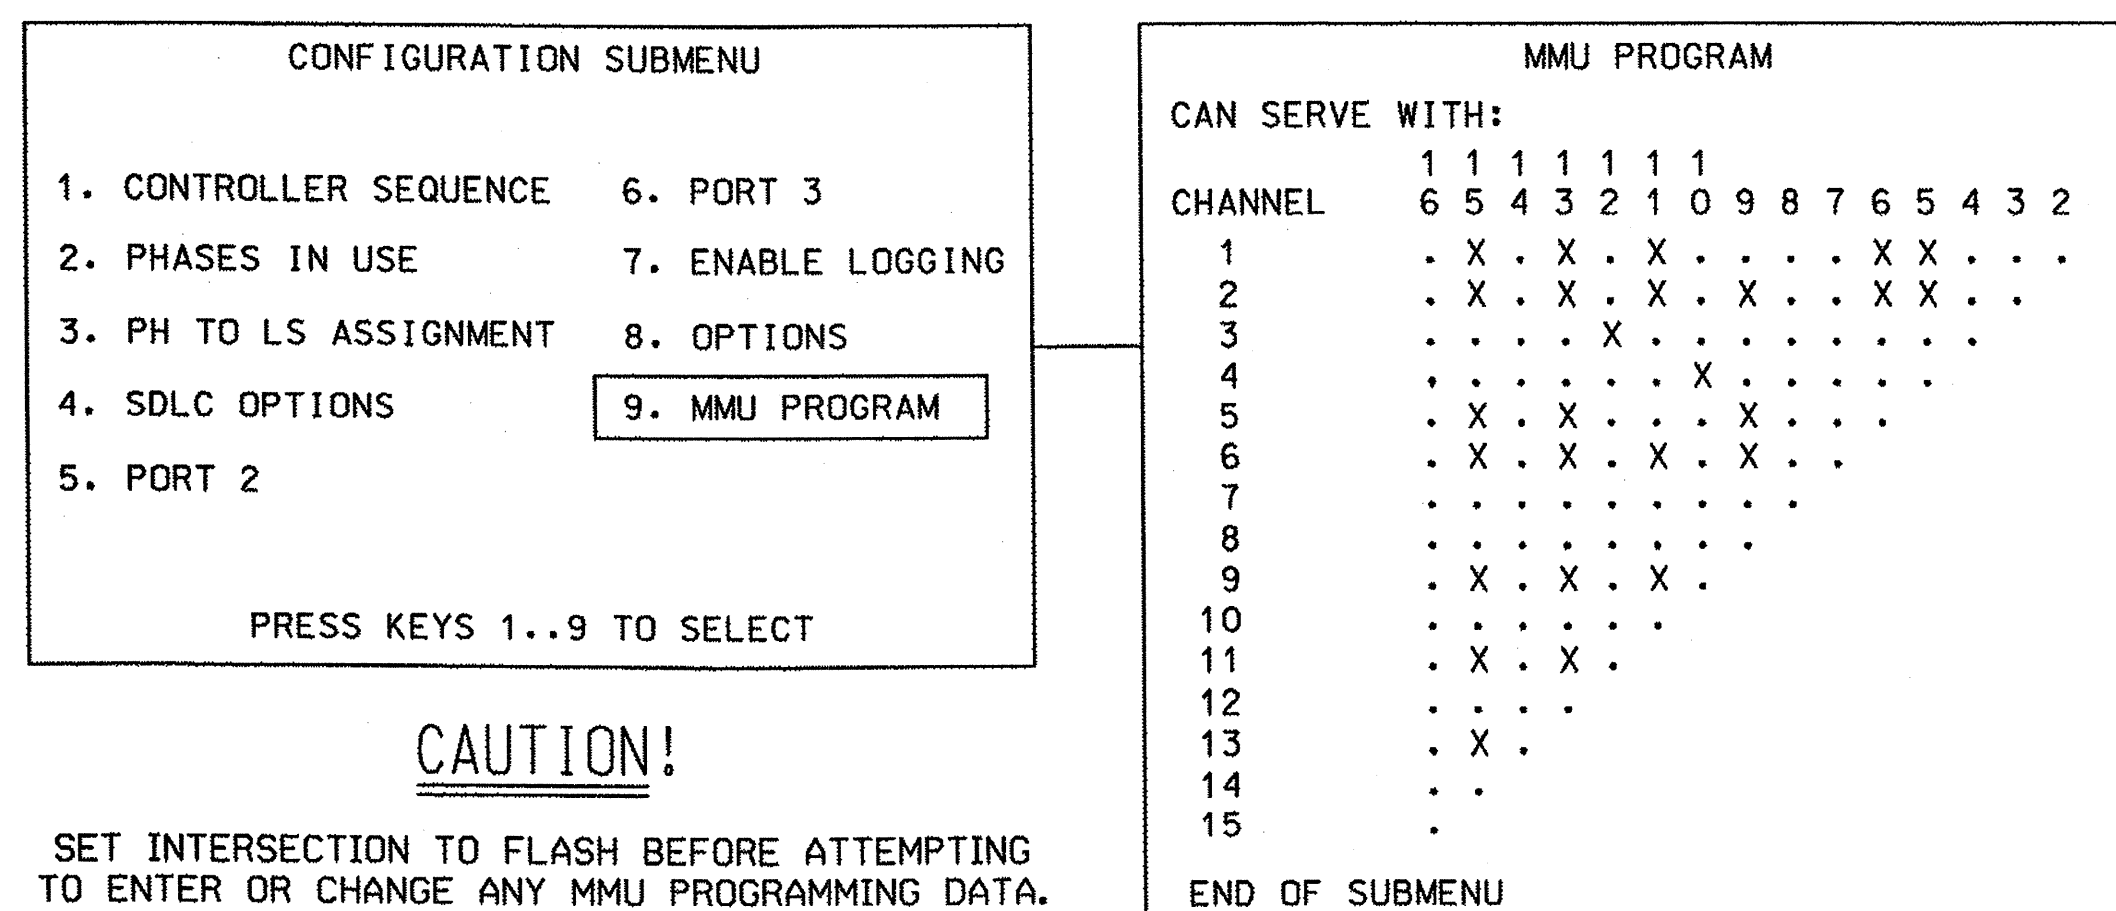 CONFIGURATION SUBMENU
1. CONTROLLER SEQUENCE 6. PORT 3
2. PHASES IN USE 7. ENABLE LOGGING
3. PH TO LS ASSIGNMENT 8. OPTIONS
4. SDLC OPTIONS 9. MMU PROGRAM
5. PORT 2
PRESS KEYS 1..9 TO SELECT
CAUTION!
SET INTERSECTION TO FLASH BEFORE ATTEMPTING
TO ENTER OR CHANGE ANY MMU PROGRAMMING DATA.
MMU PROGRAM
CAN SERVE WITH:
1 1 1 1 1 1 1
CHANNEL 6 5 4 3 2 1 0 9 8 7 6 5 4 3 2
1 . X . X . X . . . . X X . . .
2 . X . X . X . X . . X X . .
3 . . . . X . . . . . . . .
4 . . . . . . X . . . . .
5 . X . X . . . X . . .
6 . X . X . X . X . .
7 . . . . . . . . .
8 . . . . . . . .
9 . X . X . X .
10 . . . . . .
11 . X . X .
12 . . . .
13 . X .
14 . .
15 .
END OF SUBMENU